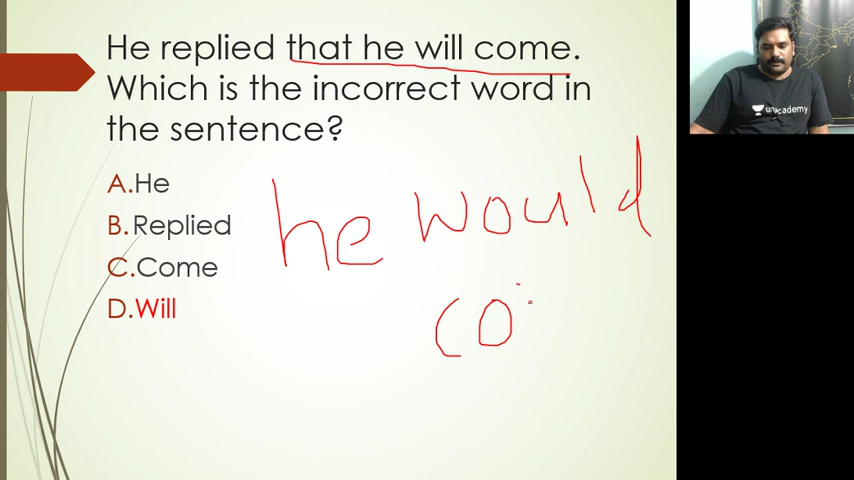 He replied that he will come.
Which is the incorrect word in
the sentence?
A.He
B.Replied
C.Come
D.Will
he would
co
unacademy